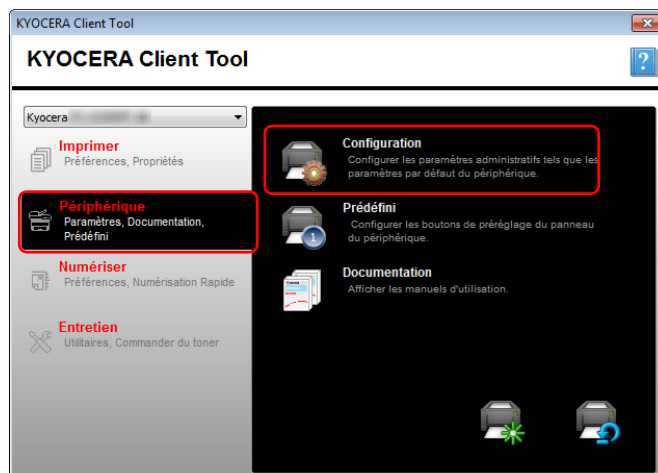 KYOCERA Client Tool
KYOCERA Client Tool
?
Kyocera
Imprimer
Préférences, Propriétés
Périphérique
Paramètres, Documentation,
Prédéfini
Numériser
Préférences, Numérisation Rapide
Entretien
Utilitaires, Commander du toner
Configuration
Configurer les paramètres administratifs tels que les
paramètres par défaut du périphérique.
Prédéfini
Configurer les boutons de préréglage du panneau
du périphérique.
1
Documentation
Afficher les manuels d'utilisation.